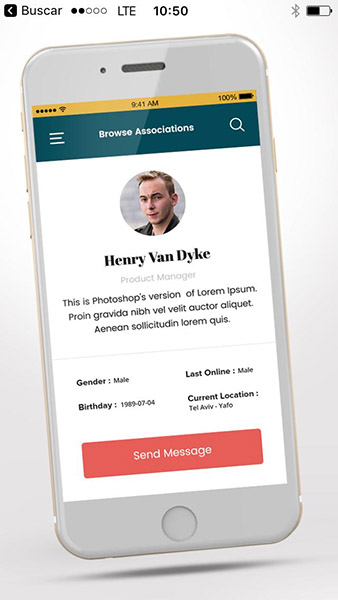 Buscar LTE 10:50
9:41 AM 100%
Browse Associations
Henry Van Dyke
Product Manager
This is Photoshop's version of Lorem Ipsum.
Proin gravida nibh vel velit auctor aliquet.
Aenean sollicitudin lorem quis.
Gender : Male
Last Online : Male
Birthday : 1989-07-04
Current Location :
Tel Aviv - Yafo
Send Message